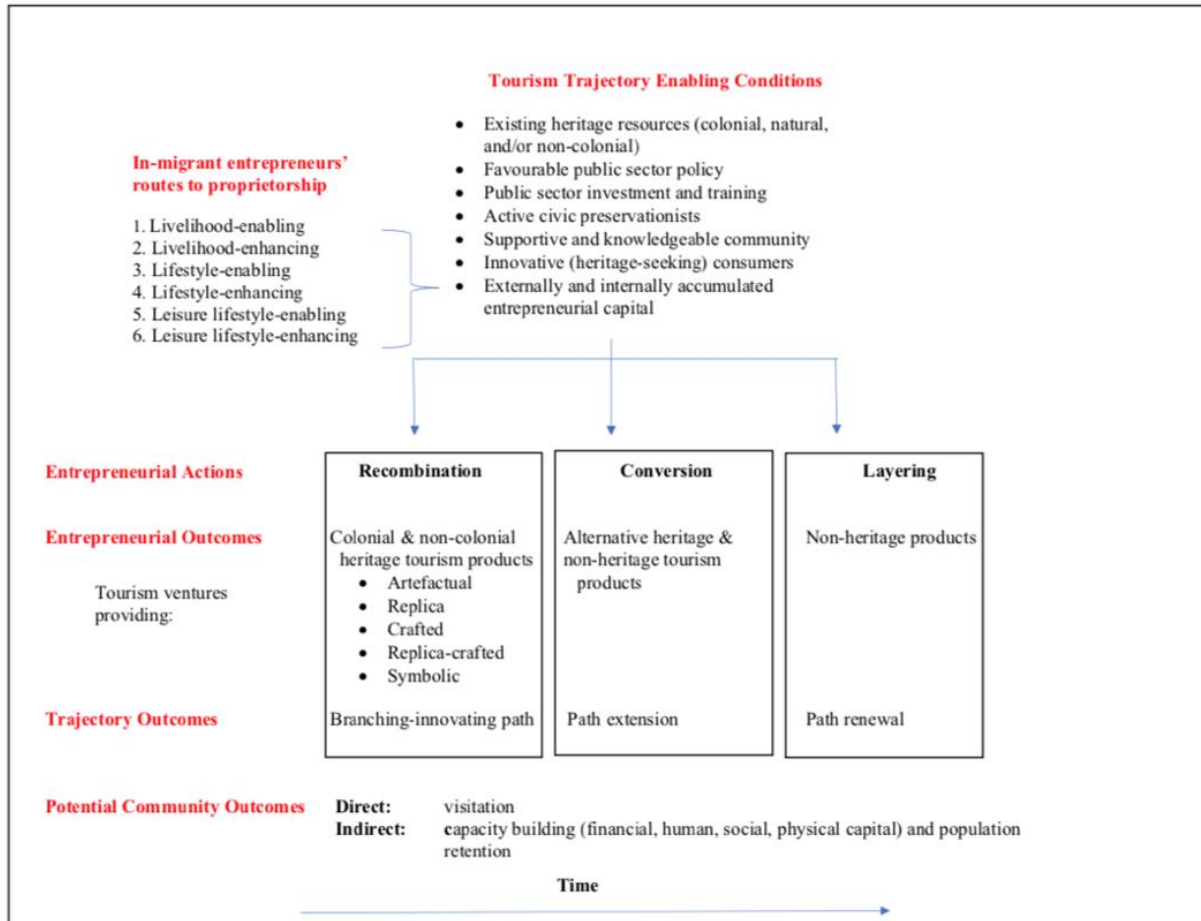 Tourism Trajectory Enabling Conditions
• Existing heritage resources (colonial, natural,
and/or non-colonial)
• Favourable public sector policy
• Public sector investment and training
• Active civic preservationists
• Supportive and knowledgeable community
• Innovative (heritage-seeking) consumers
• Externally and internally accumulated
entrepreneurial capital
In-migrant entrepreneurs’
routes to proprietorship
1. Livelihood-enabling
2. Livelihood-enhancing
3. Lifestyle-enabling
4. Lifestyle-enhancing
5. Leisure lifestyle-enabling
6. Leisure lifestyle-enhancing
Entrepreneurial Actions
Recombination
Conversion
Layering
Entrepreneurial Outcomes
Tourism ventures
providing:
Colonial & non-colonial
heritage tourism products
• Artefactual
• Replica
• Crafted
• Replica-crafted
• Symbolic
Alternative heritage &
non-heritage tourism
products
Non-heritage products
Trajectory Outcomes
Branching-innovating path
Path extension
Path renewal
Potential Community Outcomes
Direct: visitation
Indirect: capacity building (financial, human, social, physical capital) and population
retention
Time